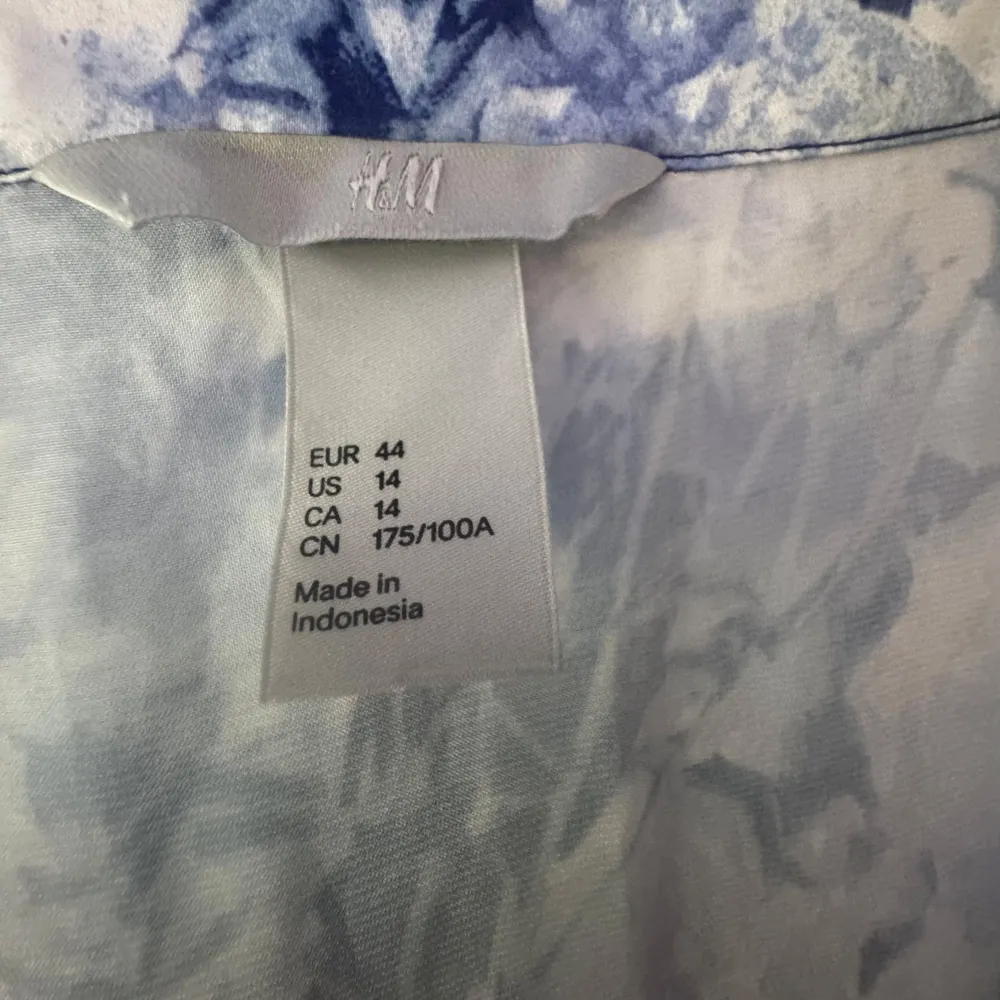 H&M
EUR 44
US 14
CA 14
CN 175/100A
Made in
Indonesia